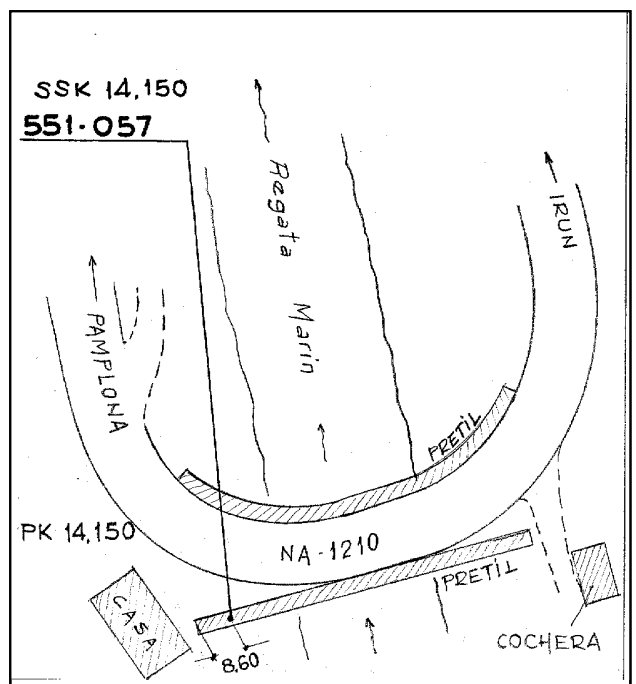 SSK 14,150
551·057
Regata Marin
IRUN
PAMPLONA
PRETIL
PK 14,150
NA-1210
PRETIL
CASA
8,60
COCHERA